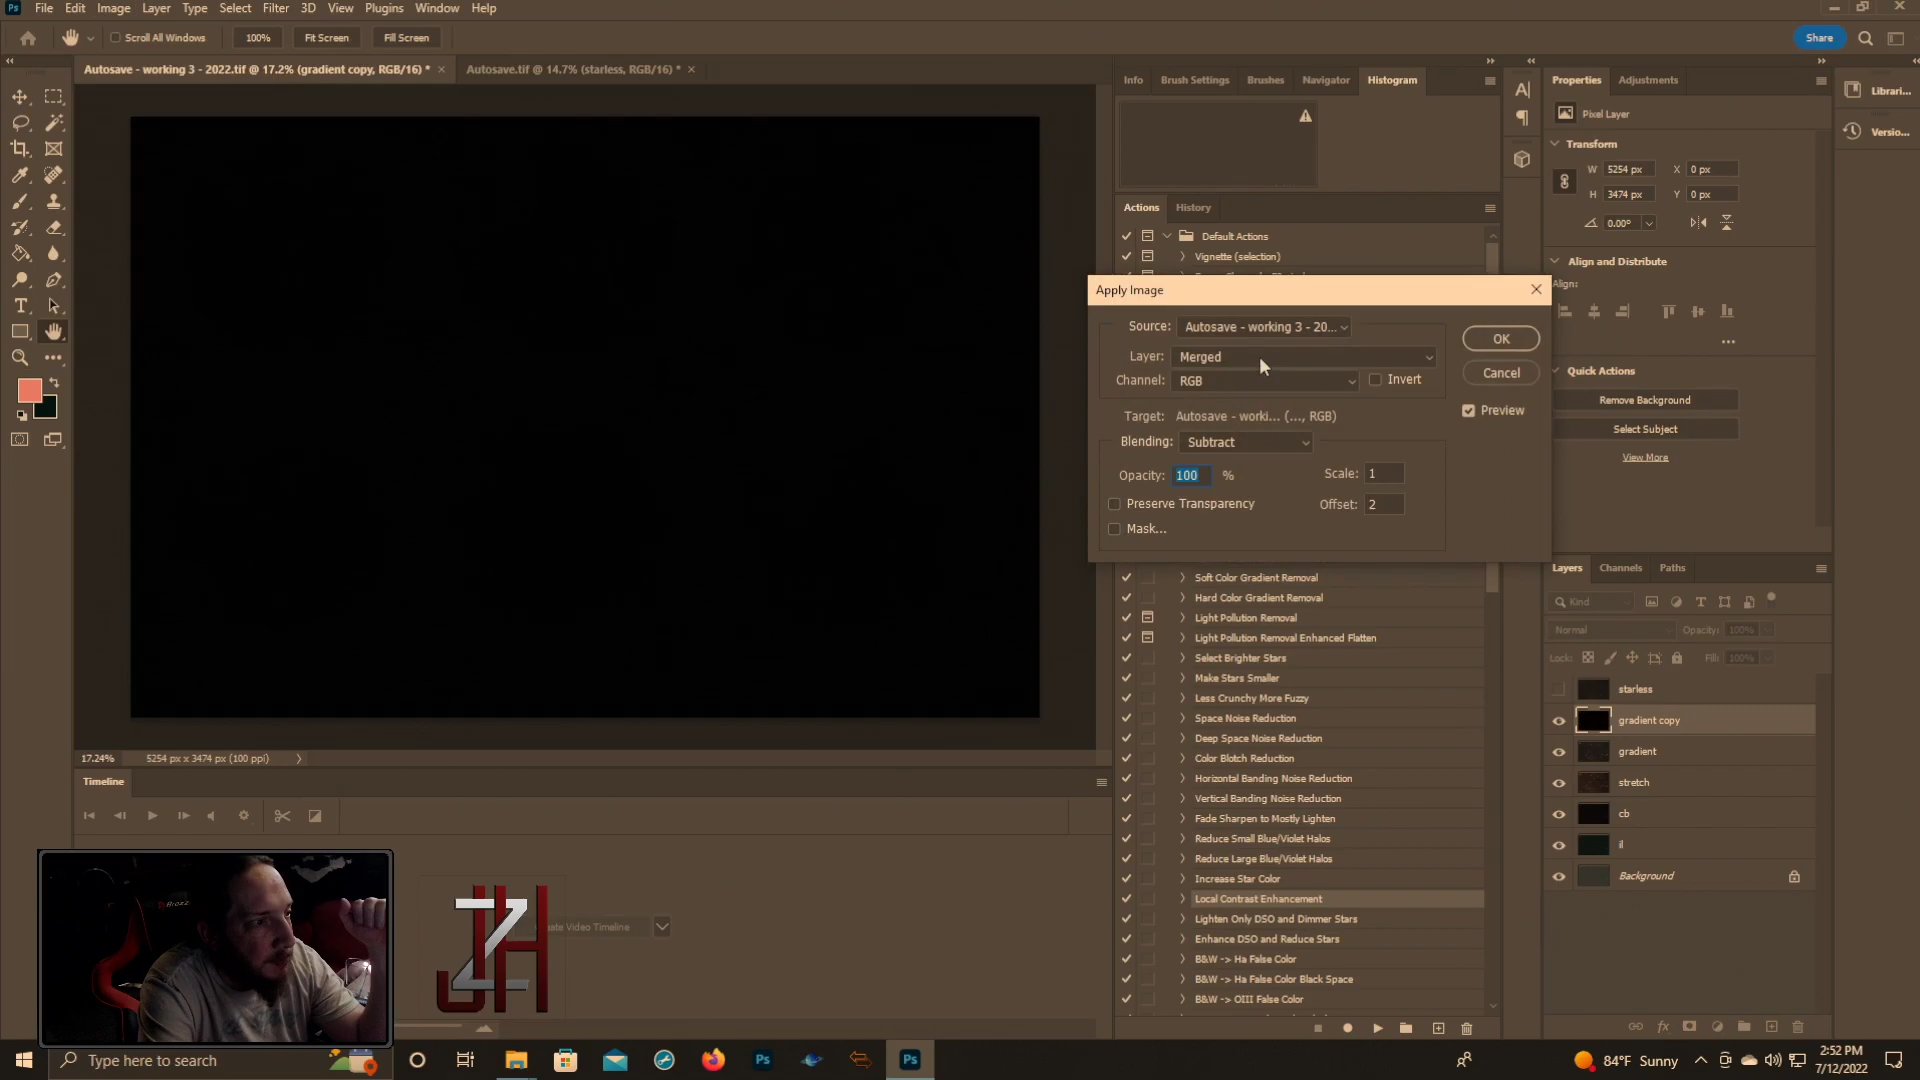 File Edit Image Layer Type Select Filter 3D View Plugins Window Help
Scroll All Windows 100% Fit Screen Fill Screen Share
Autosave - working 3 - 2022.tif @ 17.2% (gradient copy, RGB/16) * × Autosave.tif @ 14.7% (starless, RGB/16) * ×
Info Brush Settings Brushes Navigator Histogram
Properties Adjustments
Librari...
Pixel Layer
Versio...
Transform
W 5254 px X 0 px
H 3474 px Y 0 px
0.00°
Actions History
Default Actions
Vignette (selection)
Align and Distribute
Align:
Quick Actions
Remove Background
Select Subject
View More
Apply Image
Source: Autosave - working 3 - 20...
Layer: Merged
Channel: RGB Invert
Target: Autosave - worki... (..., RGB)
Blending: Subtract
Opacity: 100 % Scale: 1
Preserve Transparency Offset: 2
Mask...
OK
Cancel
Preview
Soft Color Gradient Removal
Hard Color Gradient Removal
Light Pollution Removal
Light Pollution Removal Enhanced Flatten
Select Brighter Stars
Make Stars Smaller
Less Crunchy More Fuzzy
Space Noise Reduction
Deep Space Noise Reduction
Color Blotch Reduction
Horizontal Banding Noise Reduction
Vertical Banding Noise Reduction
Fade Sharpen to Mostly Lighten
Reduce Small Blue/Violet Halos
Reduce Large Blue/Violet Halos
Increase Star Color
Local Contrast Enhancement
Lighten Only DSO and Dimmer Stars
Enhance DSO and Reduce Stars
B&W -> Ha False Color
B&W -> Ha False Color Black Space
B&W -> OIII False Color
Layers Channels Paths
Kind
Normal Opacity: 100%
Lock: Fill: 100%
starless
gradient copy
gradient
stretch
cb
il
Background
17.24% 5254 px x 3474 px (100 ppi)
Timeline
Video Timeline
JZH
Type here to search
84°F Sunny
2:52 PM
7/12/2022